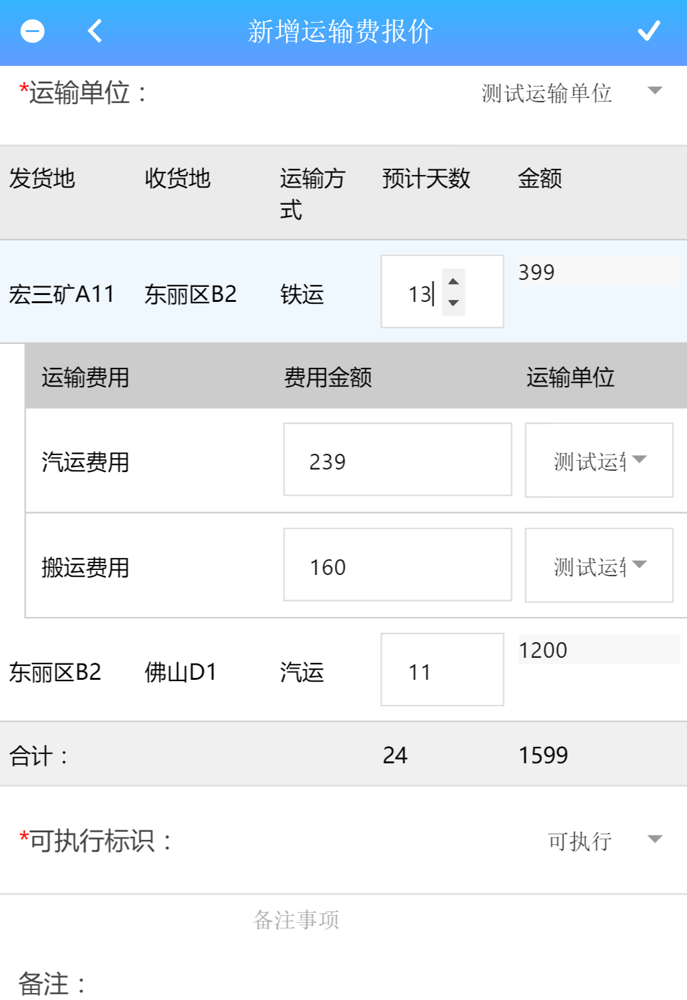 新增运输费报价
*运输单位： 测试运输单位
发货地 收货地 运输方式 预计天数 金额
宏三矿A11 东丽区B2 铁运 13 399
运输费用 费用金额 运输单位
汽运费用 239 测试运
搬运费用 160 测试运
东丽区B2 佛山D1 汽运 11 1200
合计： 24 1599
*可执行标识： 可执行
备注事项
备注：